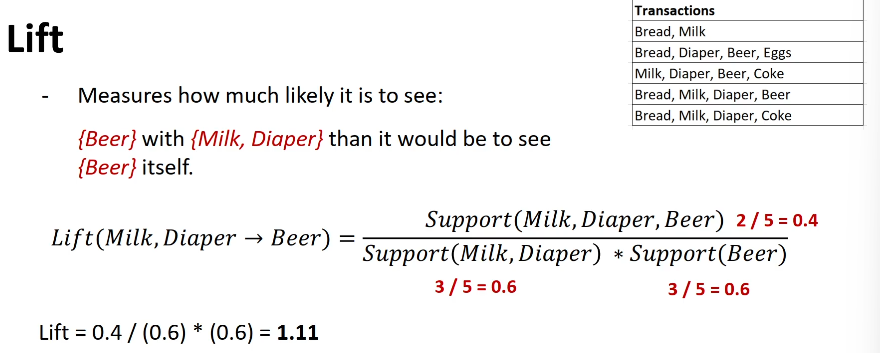 Lift
- Measures how much likely it is to see:
{Beer} with {Milk, Diaper} than it would be to see
{Beer} itself.
Transactions
Bread, Milk
Bread, Diaper, Beer, Eggs
Milk, Diaper, Beer, Coke
Bread, Milk, Diaper, Beer
Bread, Milk, Diaper, Coke
Support(Milk, Diaper, Beer) 2 / 5 = 0.4
Lift(Milk, Diaper → Beer) =
Support(Milk, Diaper) * Support(Beer)
3 / 5 = 0.6 3 / 5 = 0.6
Lift = 0.4 / (0.6) * (0.6) = 1.11